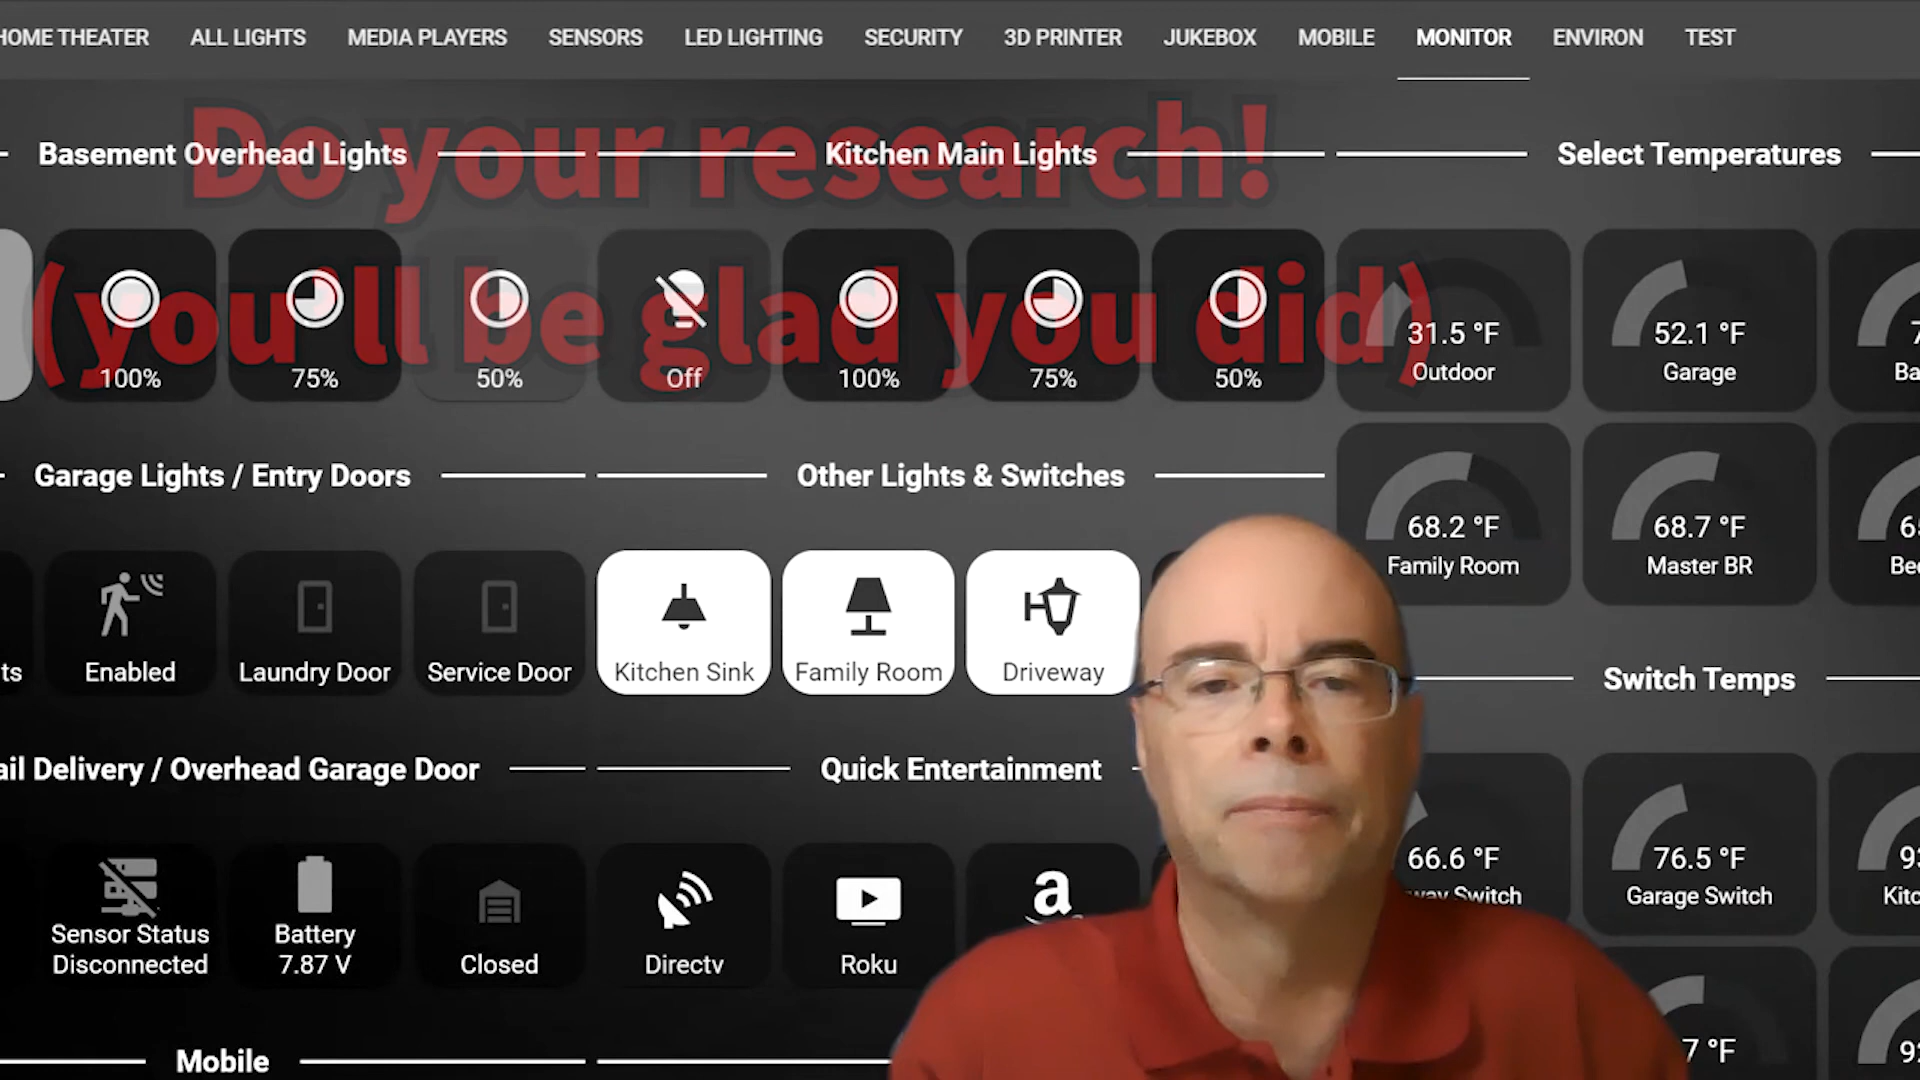 HOME THEATER ALL LIGHTS MEDIA PLAYERS SENSORS LED LIGHTING SECURITY 3D PRINTER JUKEBOX MOBILE MONITOR ENVIRON TEST
Do your research!
(you'll be glad you did)
Basement Overhead Lights Kitchen Main Lights Select Temperatures
100% 75% 50% Off 100% 75% 50%
31.5 °F 52.1 °F
Outdoor Garage
68.2 °F 68.7 °F
Family Room Master BR
Garage Lights / Entry Doors Other Lights & Switches
Enabled Laundry Door Service Door Kitchen Sink Family Room Driveway
Switch Temps
Delivery / Overhead Garage Door Quick Entertainment
66.6 °F 76.5 °F
Switch Garage Switch
Sensor Status Battery
Disconnected 7.87 V Closed Directv Roku
a
Mobile